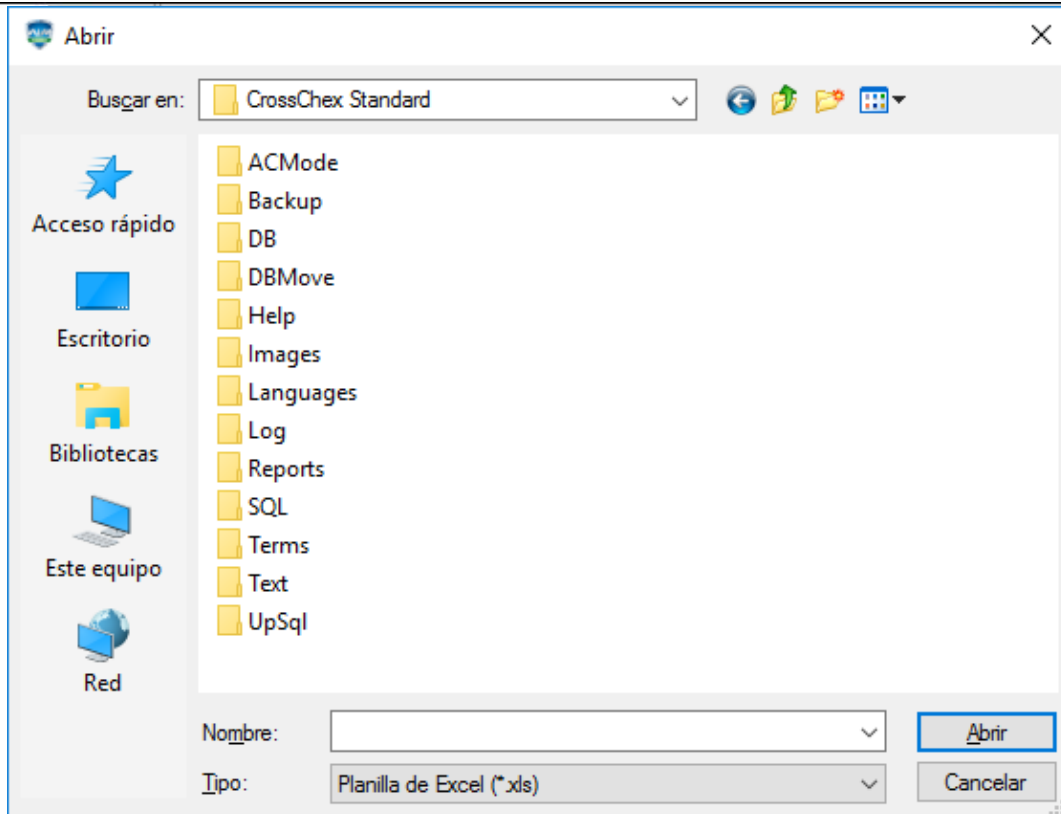 Abrir
Buscar en:
CrossChex Standard
Acceso rápido
Escritorio
Bibliotecas
Este equipo
Red
ACMode
Backup
DB
DBMove
Help
Images
Languages
Log
Reports
SQL
Terms
Text
UpSql
Nombre:
Abrir
Tipo:
Planilla de Excel (*.xls)
Cancelar